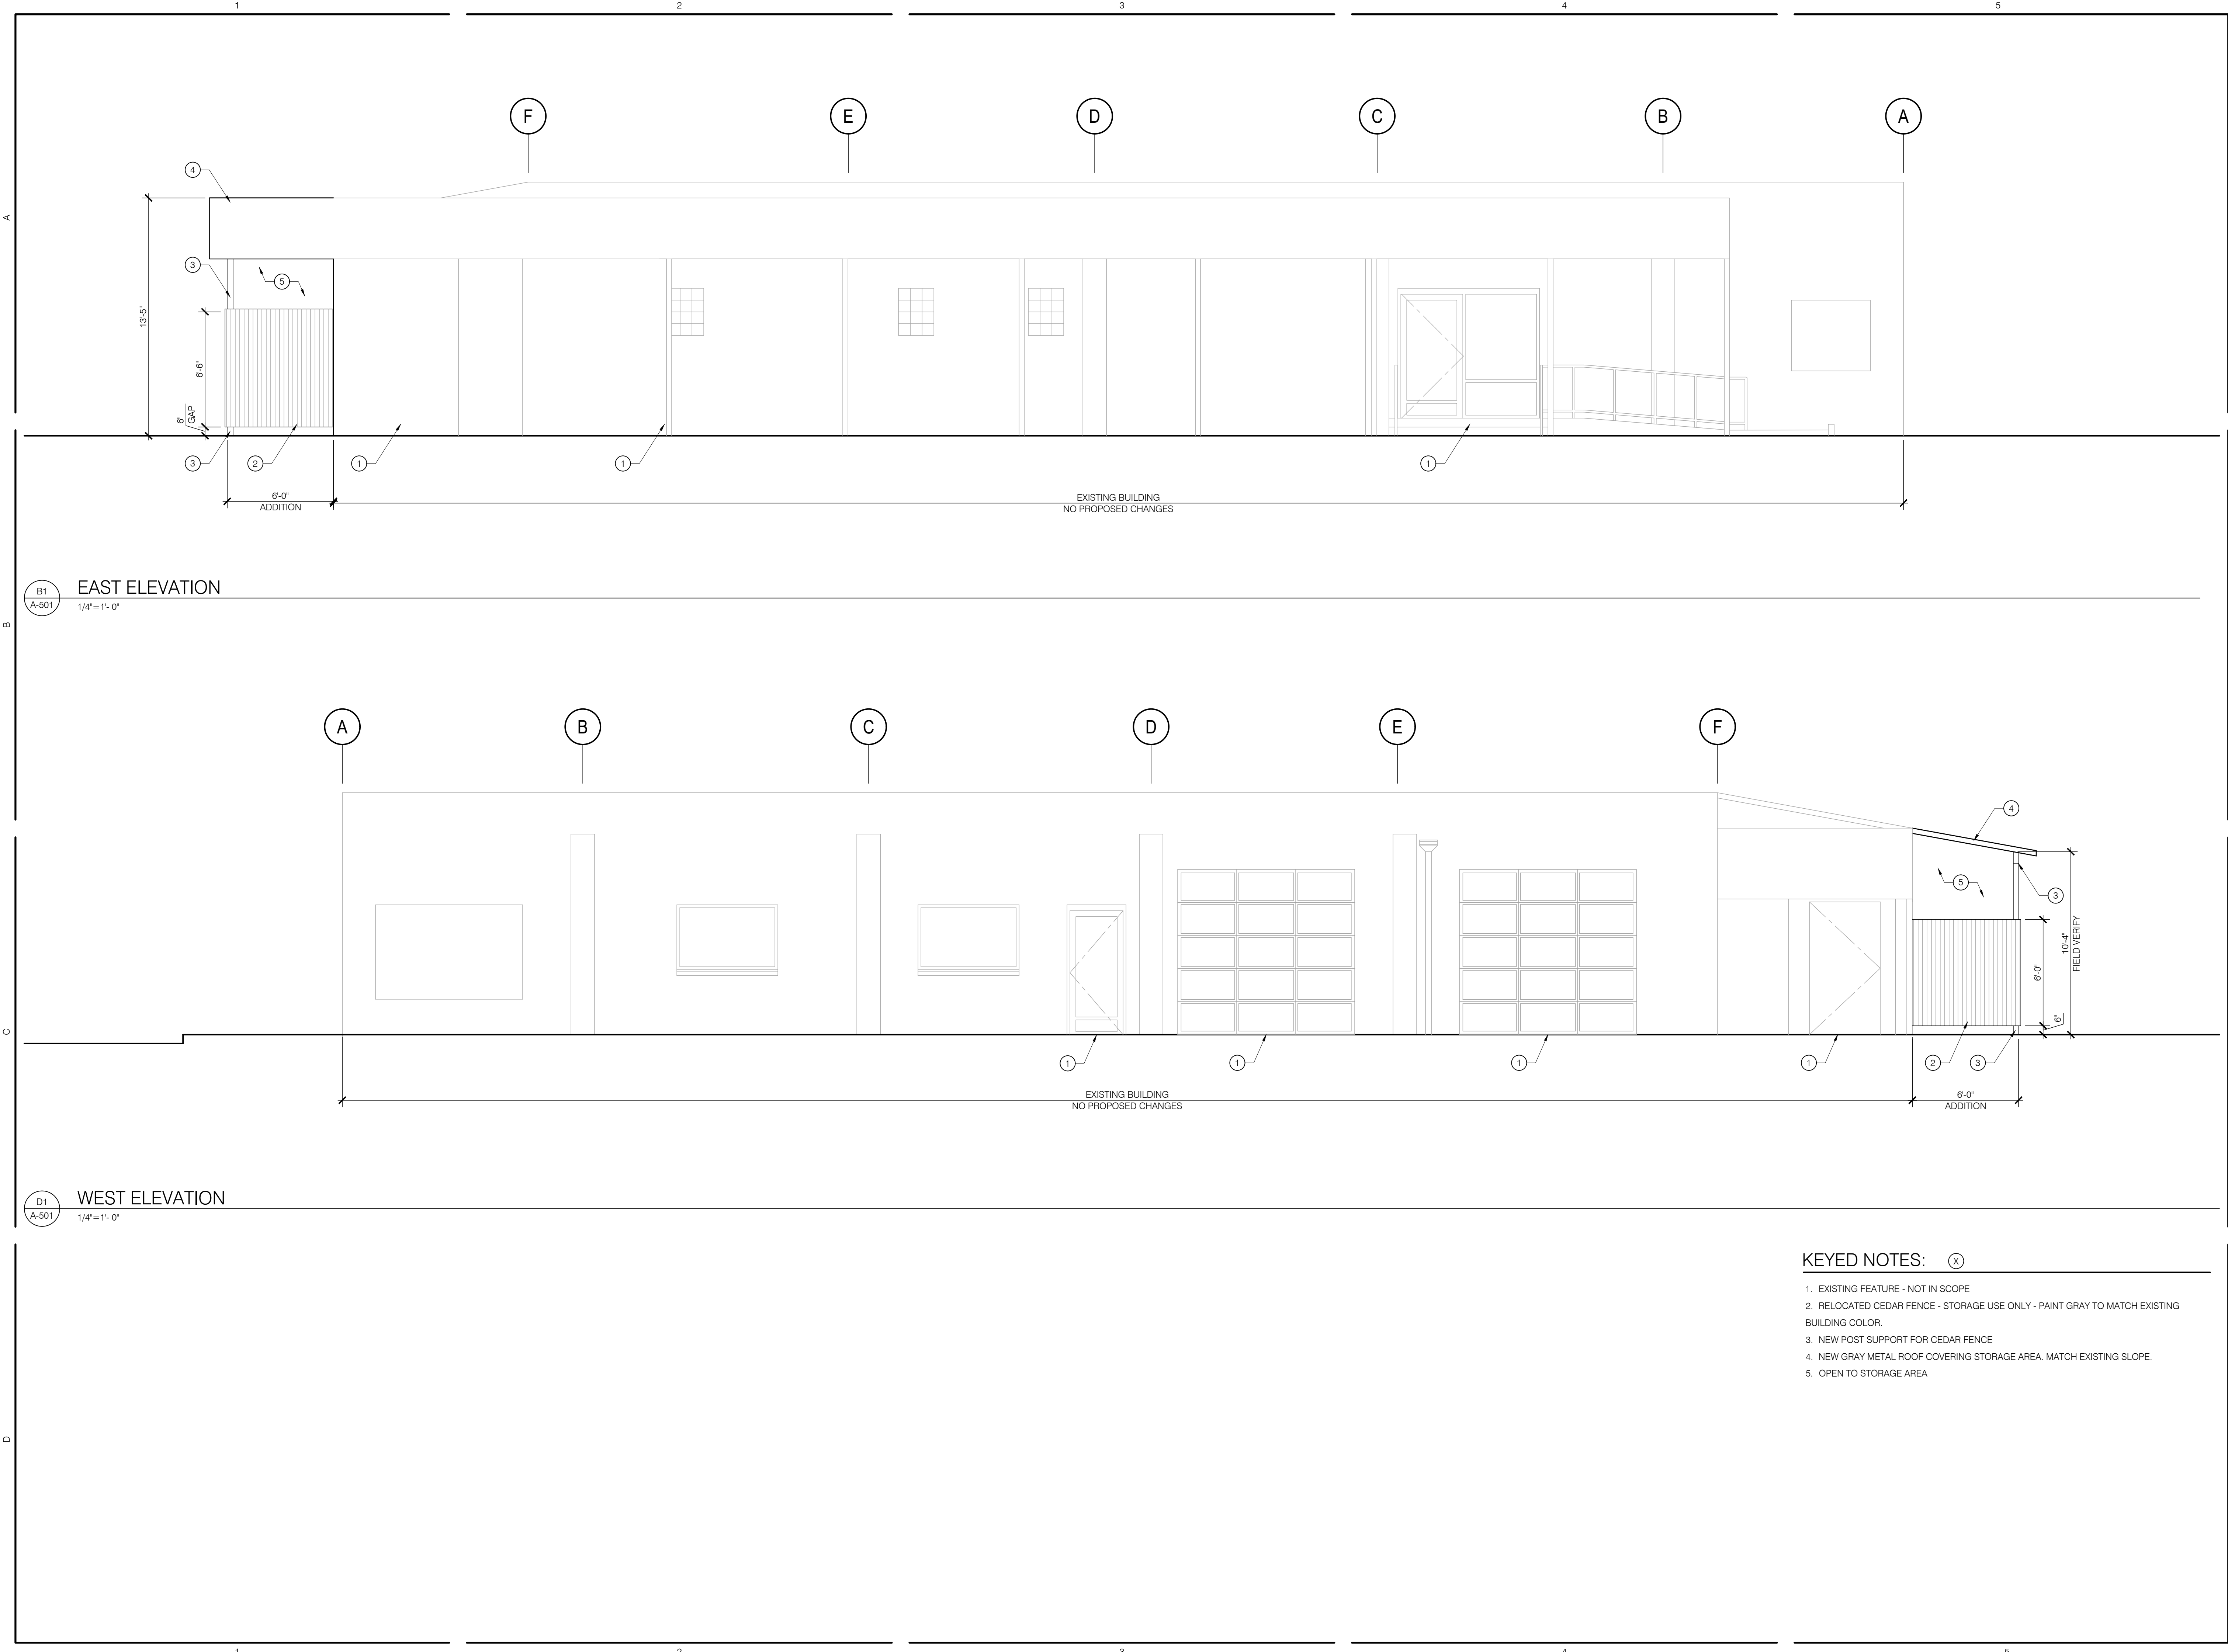 1 2 3 4 5
F E D C B A
4
A
3
5
13'-5"
6'-6"
6"
GAP
3 2 1 1 1
6'-0"
ADDITION
EXISTING BUILDING
NO PROPOSED CHANGES
B1
A-501
EAST ELEVATION
1/4"=1'- 0"
B
A B C D E F
4
5
3
10'-4"
FIELD VERIFY
6'-0"
6"
C
1 1 1 1 2 3
EXISTING BUILDING
NO PROPOSED CHANGES
6'-0"
ADDITION
D1
A-501
WEST ELEVATION
1/4"=1'- 0"
KEYED NOTES: X
1. EXISTING FEATURE - NOT IN SCOPE
2. RELOCATED CEDAR FENCE - STORAGE USE ONLY - PAINT GRAY TO MATCH EXISTING
BUILDING COLOR.
3. NEW POST SUPPORT FOR CEDAR FENCE
4. NEW GRAY METAL ROOF COVERING STORAGE AREA. MATCH EXISTING SLOPE.
5. OPEN TO STORAGE AREA
D
1 2 3 4 5